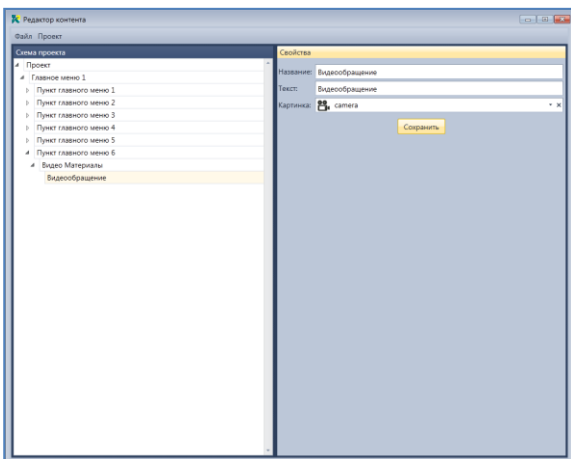 Редактор контента
Файл Проект
Схема проекта
Проект
Главное меню 1
Пункт главного меню 1
Пункт главного меню 2
Пункт главного меню 3
Пункт главного меню 4
Пункт главного меню 5
Пункт главного меню 6
Видео Материалы
Видеообращение
Свойства
Название: Видеообращение
Текст: Видеообращение
Картинка: camera
Сохранить